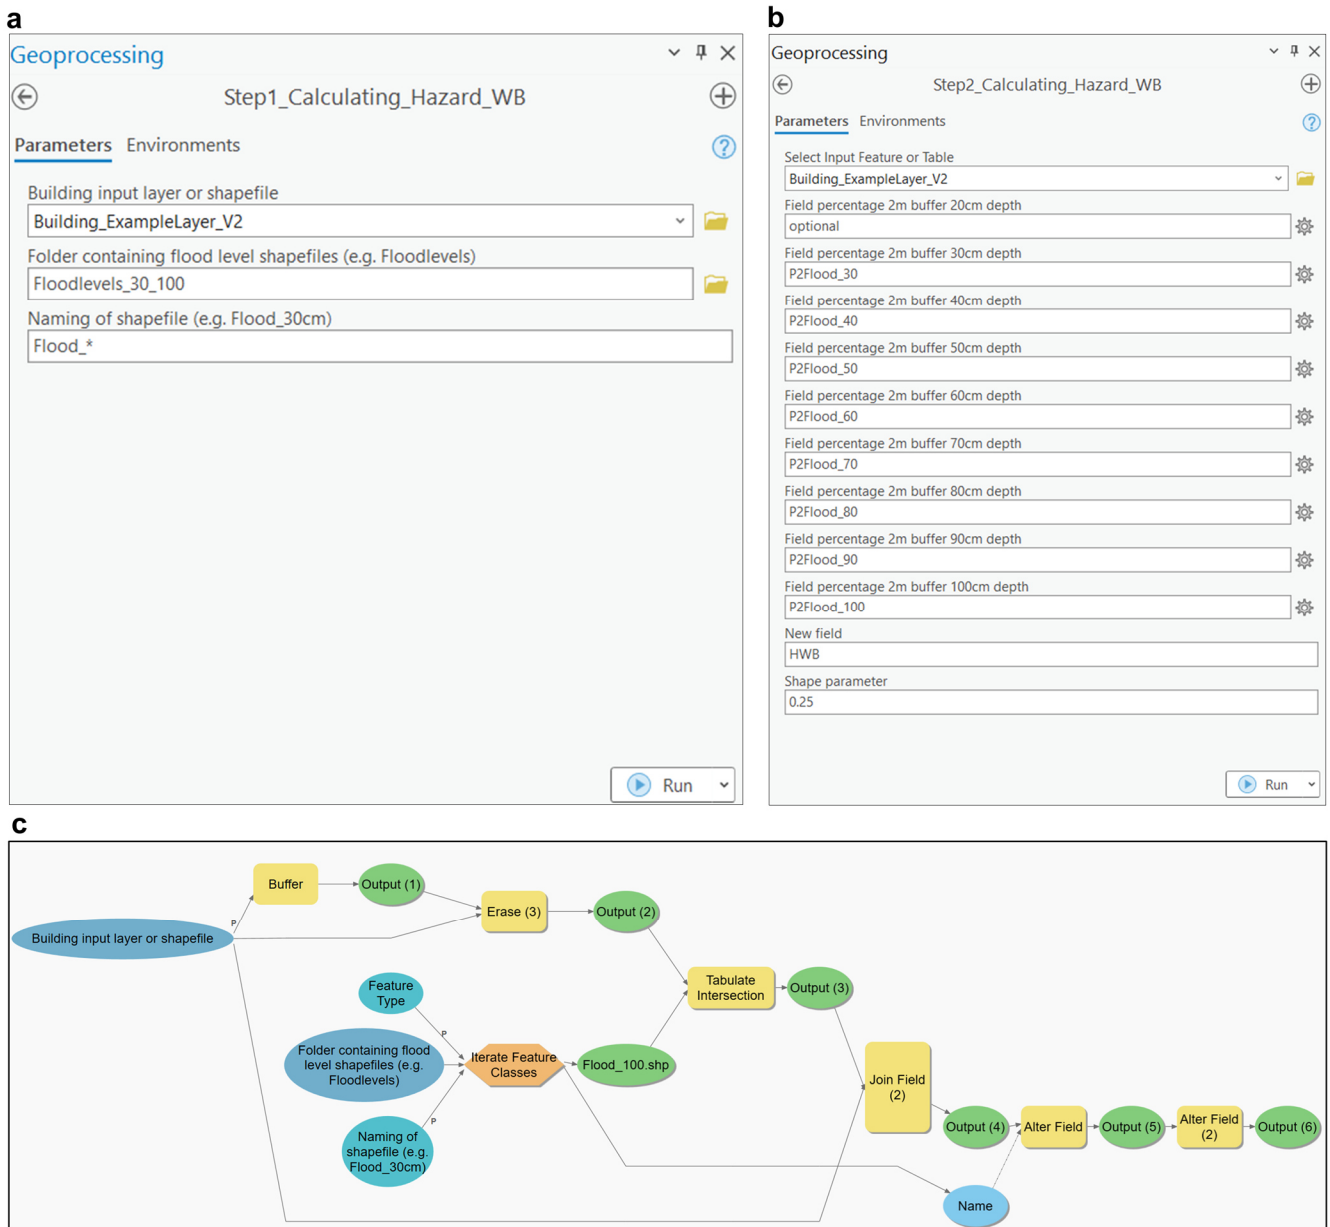 a
Geoprocessing
Step1_Calculating_Hazard_WB
Parameters Environments
Building input layer or shapefile
Building_ExampleLayer_V2
Folder containing flood level shapefiles (e.g. Floodlevels)
Floodlevels_30_100
Naming of shapefile (e.g. Flood_30cm)
Flood_*
Run
b
Geoprocessing
Step2_Calculating_Hazard_WB
Parameters Environments
Select Input Feature or Table
Building_ExampleLayer_V2
Field percentage 2m buffer 20cm depth
optional
Field percentage 2m buffer 30cm depth
P2Flood_30
Field percentage 2m buffer 40cm depth
P2Flood_40
Field percentage 2m buffer 50cm depth
P2Flood_50
Field percentage 2m buffer 60cm depth
P2Flood_60
Field percentage 2m buffer 70cm depth
P2Flood_70
Field percentage 2m buffer 80cm depth
P2Flood_80
Field percentage 2m buffer 90cm depth
P2Flood_90
Field percentage 2m buffer 100cm depth
P2Flood_100
New field
HWB
Shape parameter
0.25
Run
c
Buffer
Output (1)
P
Building input layer or shapefile
Erase (3)
Output (2)
Tabulate
Intersection
Output (3)
Feature
Type
P
Folder containing flood
level shapefiles (e.g.
Floodlevels)
Iterate Feature
Classes
Flood_100.shp
P
Naming of
shapefile (e.g.
Flood_30cm)
Join Field
(2)
Output (4)
Alter Field
Output (5)
Alter Field
(2)
Output (6)
Name